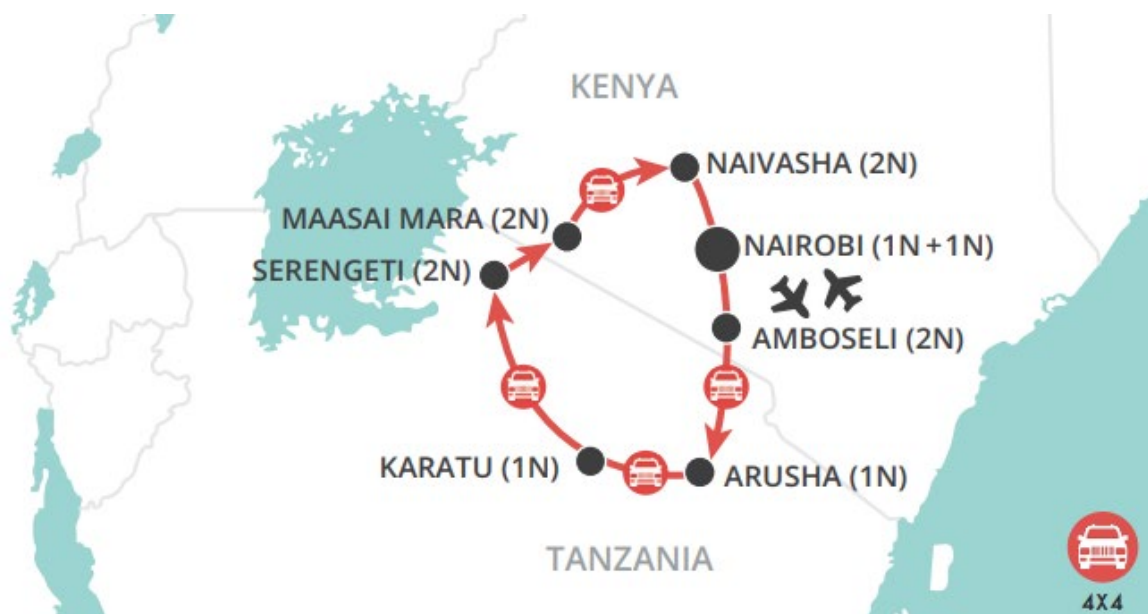 KENYA
NAIVASHA (2N)
MAASAI MARA (2N)
NAIROBI (1N + 1N)
SERENGETI (2N)
AMBOSELI (2N)
KARATU (1N)
ARUSHA (1N)
TANZANIA
4X4